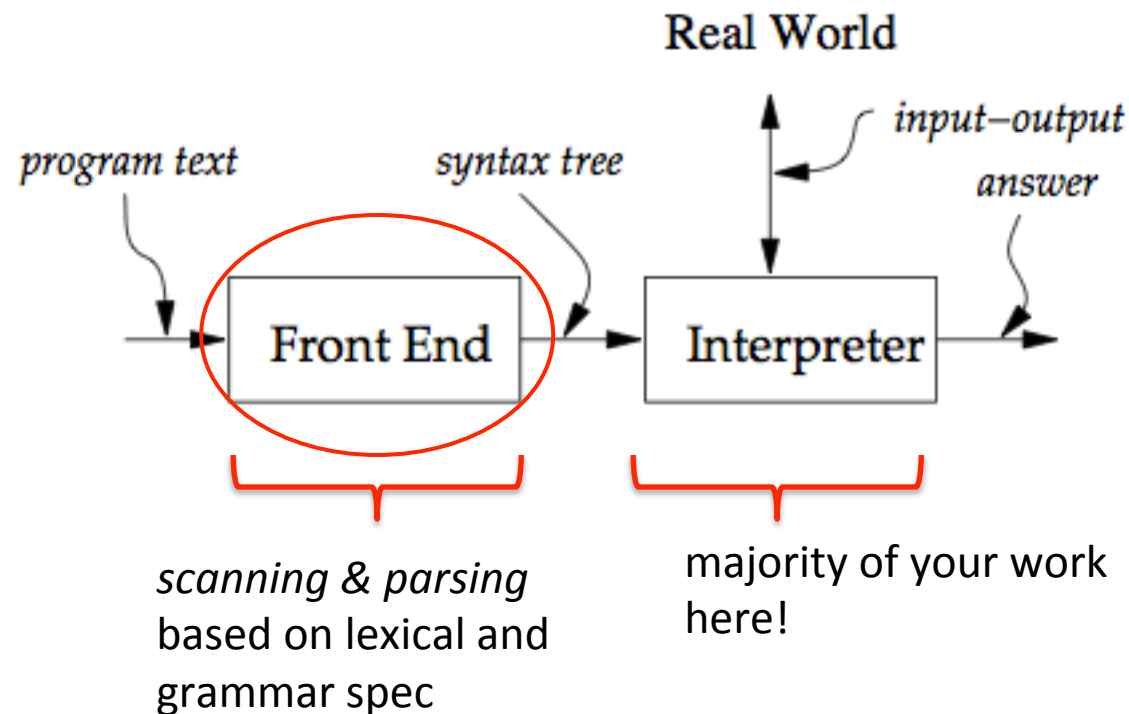 Real World
input–output
program text
syntax tree
answer
Front End
Interpreter
scanning & parsing
based on lexical and
grammar spec
majority of your work
here!